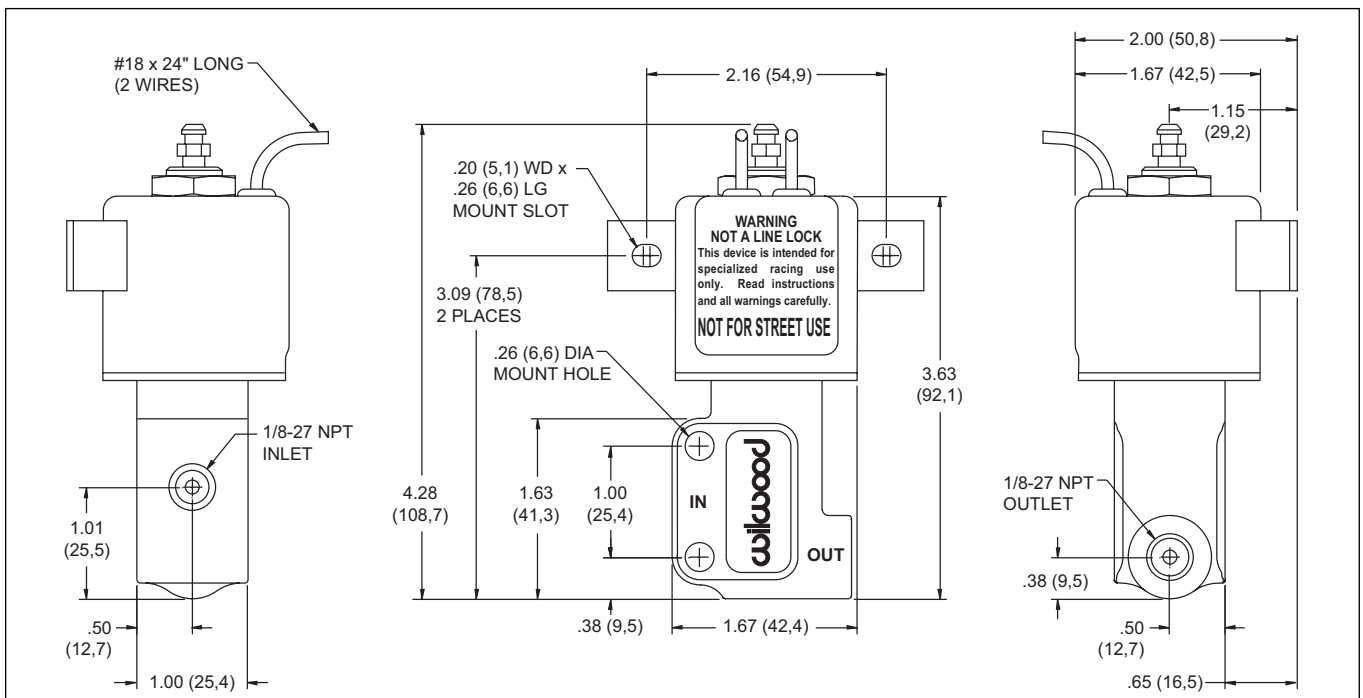 #18 x 24" LONG
(2 WIRES)
1/8-27 NPT
INLET
1.01
(25,5)
.50
(12,7)
1.00 (25,4)
2.16 (54,9)
.20 (5,1) WD x
.26 (6,6) LG
MOUNT SLOT
3.09 (78,5)
2 PLACES
.26 (6,6) DIA
MOUNT HOLE
WARNING
NOT A LINE LOCK
This device is intended for
specialized racing use
only. Read instructions
and all warnings carefully.
NOT FOR STREET USE
3.63
(92,1)
4.28
(108,7)
1.63
(41,3)
1.00
(25,4)
IN
wilwood
OUT
.38 (9,5)
1.67 (42,4)
2.00 (50,8)
1.67 (42,5)
1.15
(29,2)
1/8-27 NPT
OUTLET
.38 (9,5)
.50
(12,7)
.65 (16,5)